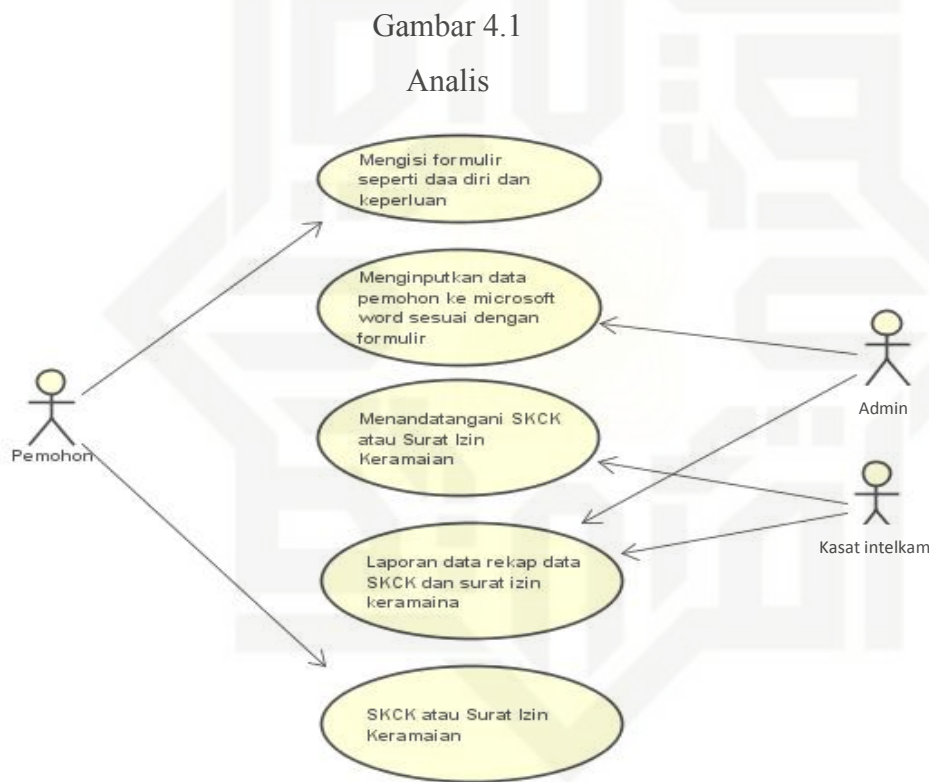 Gambar 4.1
Analis
Mengisi formulir
seperti daa diri dan
keperluan
Menginputkan data
pemohon ke microsoft
word sesuai dengan
formulir
Admin
Menandatangani SKCK
atau Surat Izin
Keramaian
Pemohon
Kasat intelkam
Laporan data rekap data
SKCK dan surat izin
keramaina
SKCK atau Surat Izin
Keramaian